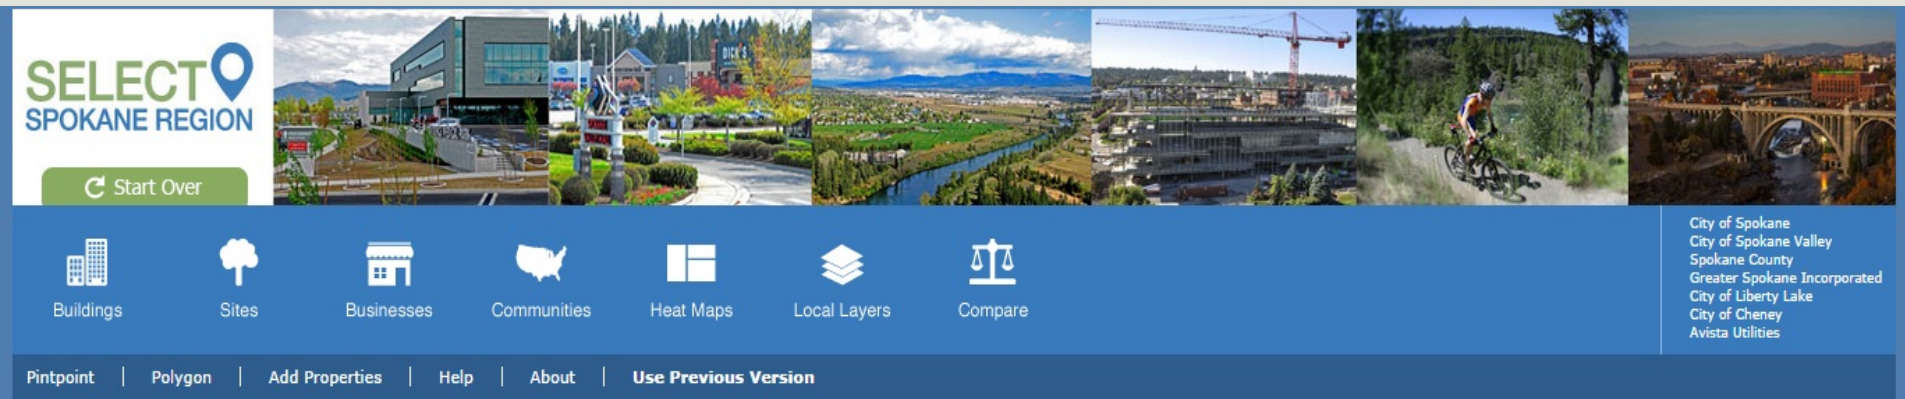 SELECT
SPOKANE REGION
Start Over
DICK'S
Buildings
Sites
Businesses
Communities
Heat Maps
Local Layers
Compare
City of Spokane
City of Spokane Valley
Spokane County
Greater Spokane Incorporated
City of Liberty Lake
City of Cheney
Avista Utilities
Pintpoint
Polygon
Add Properties
Help
About
Use Previous Version